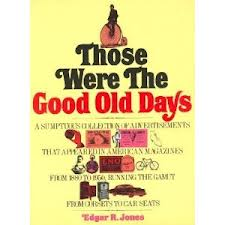 Those
Were The
Good Old Days
A SUMPTUOUS COLLECTION OF ADVERTISEMENTS
THAT APPEARED IN AMERICAN MAGAZINES
FROM 1880 TO 1950, RUNNING THE GAMUT
FROM CORSETS TO CAR SEATS
Edgar R. Jones